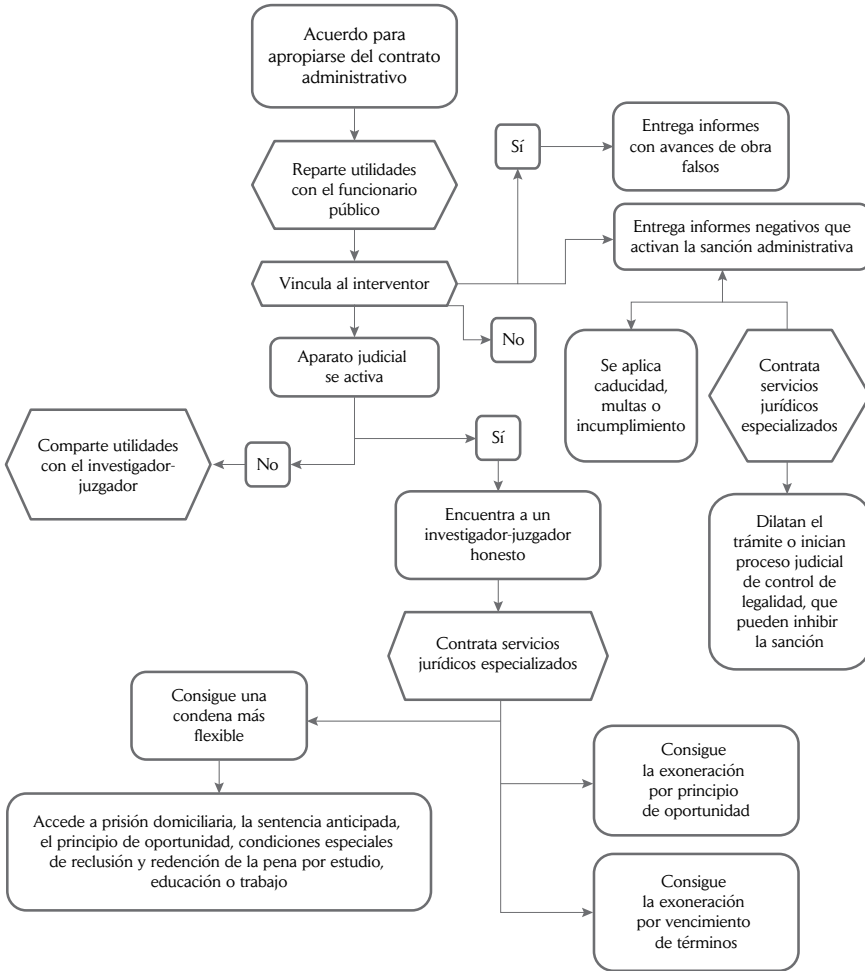 Acuerdo para
apropiarse del contrato
administrativo
Reparte utilidades
con el funcionario
público
Sí
Entrega informes
con avances de obra
falsos
Entrega informes negativos que
activan la sanción administrativa
Vincula al interventor
No
Aparato judicial
se activa
Se aplica
caducidad,
multas o
incumplimiento
Contrata
servicios
jurídicos
especializados
Comparte utilidades
con el investigador-
juzgador
No
Sí
Encuentra a un
investigador-juzgador
honesto
Dilatan el
trámite o inician
proceso judicial
de control de
legalidad, que
pueden inhibir
la sanción
Contrata servicios
jurídicos especializados
Consigue una
condena más
flexible
Consigue
la exoneración
por principio
de oportunidad
Accede a prisión domiciliaria, la sentencia anticipada,
el principio de oportunidad, condiciones especiales
de reclusión y redención de la pena por estudio,
educación o trabajo
Consigue
la exoneración
por vencimiento
de términos